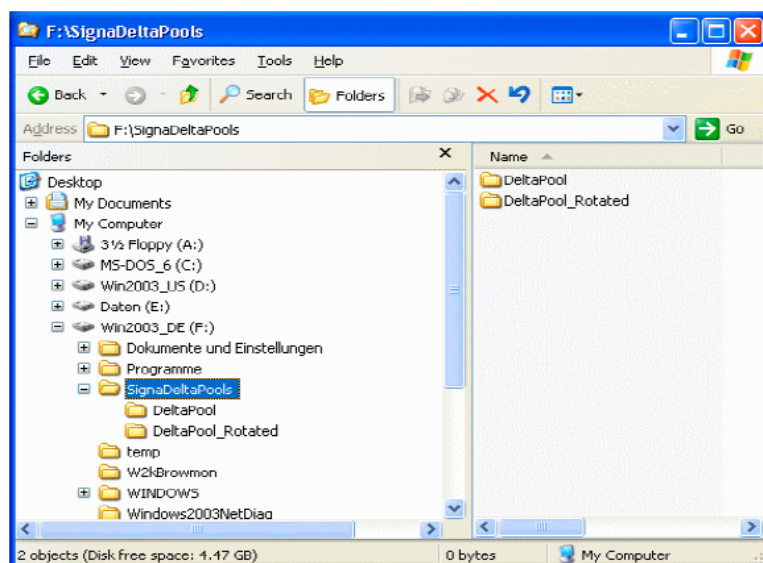 F:\SignaDeltaPools
File Edit View Favorites Tools Help
Back Search Folders
Address F:\SignaDeltaPools Go
Folders X Name
Desktop
My Documents
My Computer
3½ Floppy (A:)
MS-DOS_6 (C:)
Win2003_US (D:)
Daten (E:)
Win2003_DE (F:)
Dokumente und Einstellungen
Programme
SignaDeltaPools
DeltaPool
DeltaPool_Rotated
temp
W2kBrowmon
WINDOWS
Windows2003NetDiag
DeltaPool
DeltaPool_Rotated
2 objects (Disk free space: 4.47 GB) 0 bytes My Computer